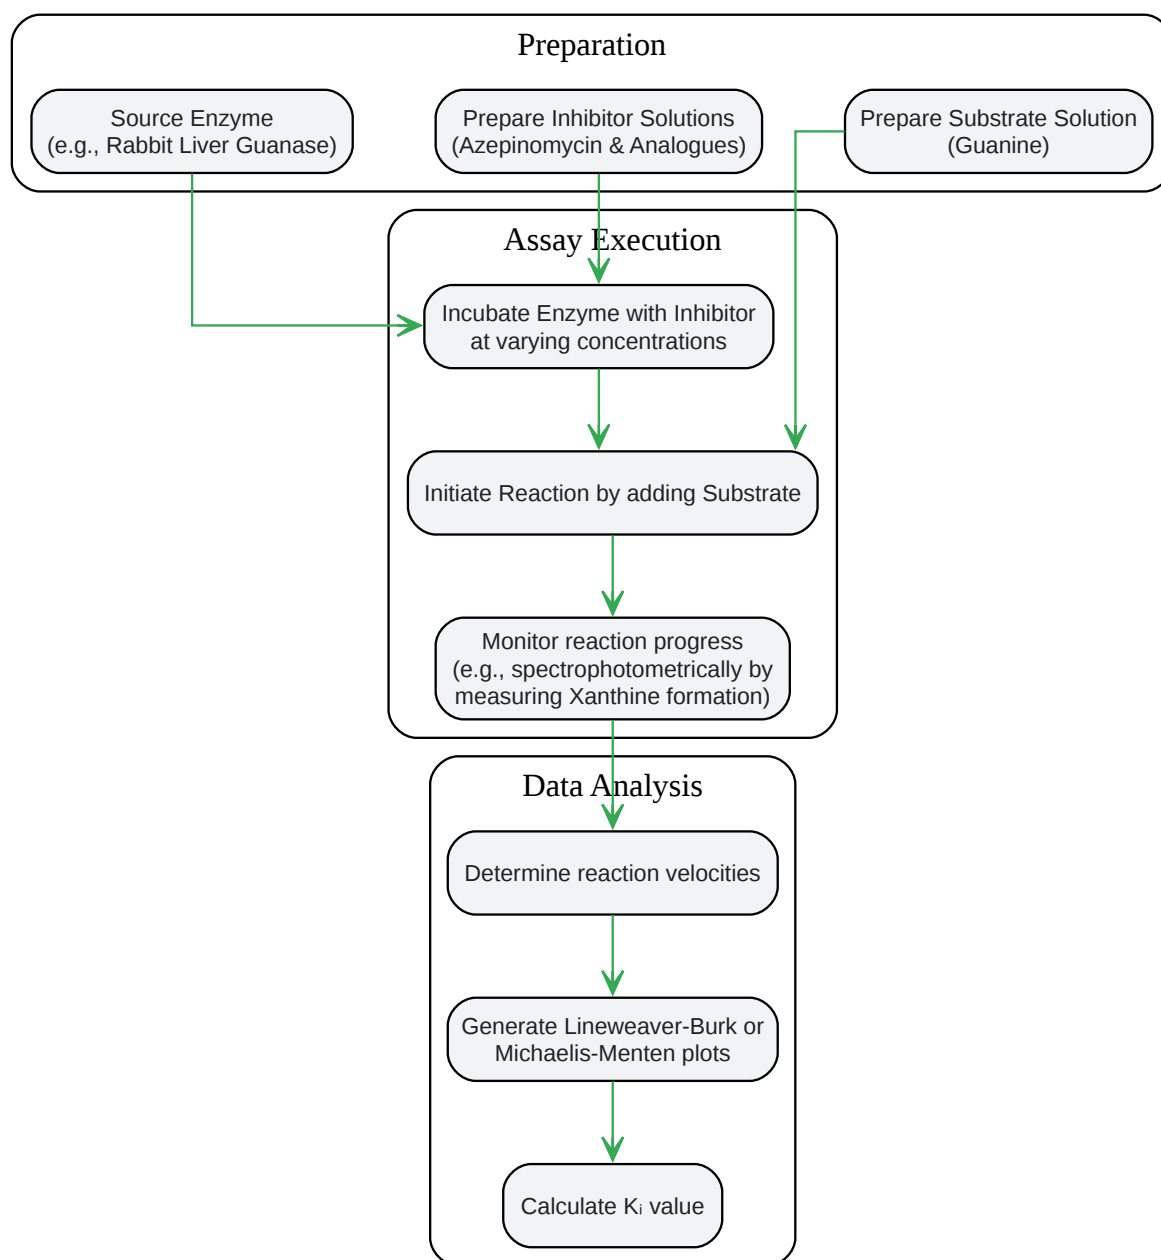 Preparation
Source Enzyme
(e.g., Rabbit Liver Guanase)
Prepare Inhibitor Solutions
(Azepinomycin & Analogues)
Prepare Substrate Solution
(Guanine)
Assay Execution
Incubate Enzyme with Inhibitor
at varying concentrations
Initiate Reaction by adding Substrate
Monitor reaction progress
(e.g., spectrophotometrically by
measuring Xanthine formation)
Data Analysis
Determine reaction velocities
Generate Lineweaver-Burk or
Michaelis-Menten plots
Calculate Kᵢ value